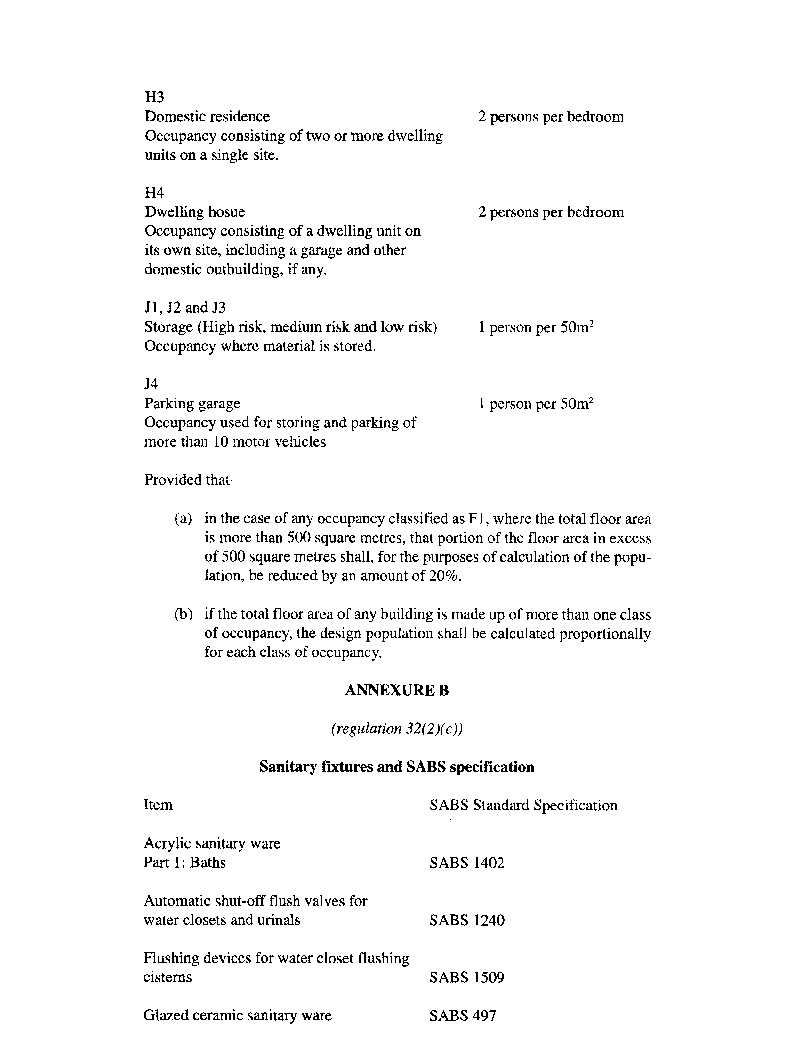 H3
Domestic residence 2 persons per bedroom
Occupancy consisting of two or more dwelling
units on a single site.
H4
Dwelling hosue 2 persons per bedroom
Occupancy consisting of a dwelling unit on
its own site, including a garage and other
domestic outbuilding, if any.
J1, J2 and J3
Storage (High risk, medium risk and low risk) 1 person per 50m²
Occupancy where material is stored.
J4
Parking garage 1 person per 50m²
Occupancy used for storing and parking of
more than 10 motor vehicles
Provided that-
(a) in the case of any occupancy classified as F1, where the total floor area
is more than 500 square metres, that portion of the floor area in excess
of 500 square metres shall, for the purposes of calculation of the popu-
lation, be reduced by an amount of 20%.
(b) if the total floor area of any building is made up of more than one class
of occupancy, the design population shall be calculated proportionally
for each class of occupancy.
ANNEXURE B
(regulation 32(2)(c))
Sanitary fixtures and SABS specification
Item SABS Standard Specification
Acrylic sanitary ware
Part 1: Baths SABS 1402
Automatic shut-off flush valves for
water closets and urinals SABS 1240
Flushing devices for water closet flushing
cisterns SABS 1509
Glazed ceramic sanitary ware SABS 497